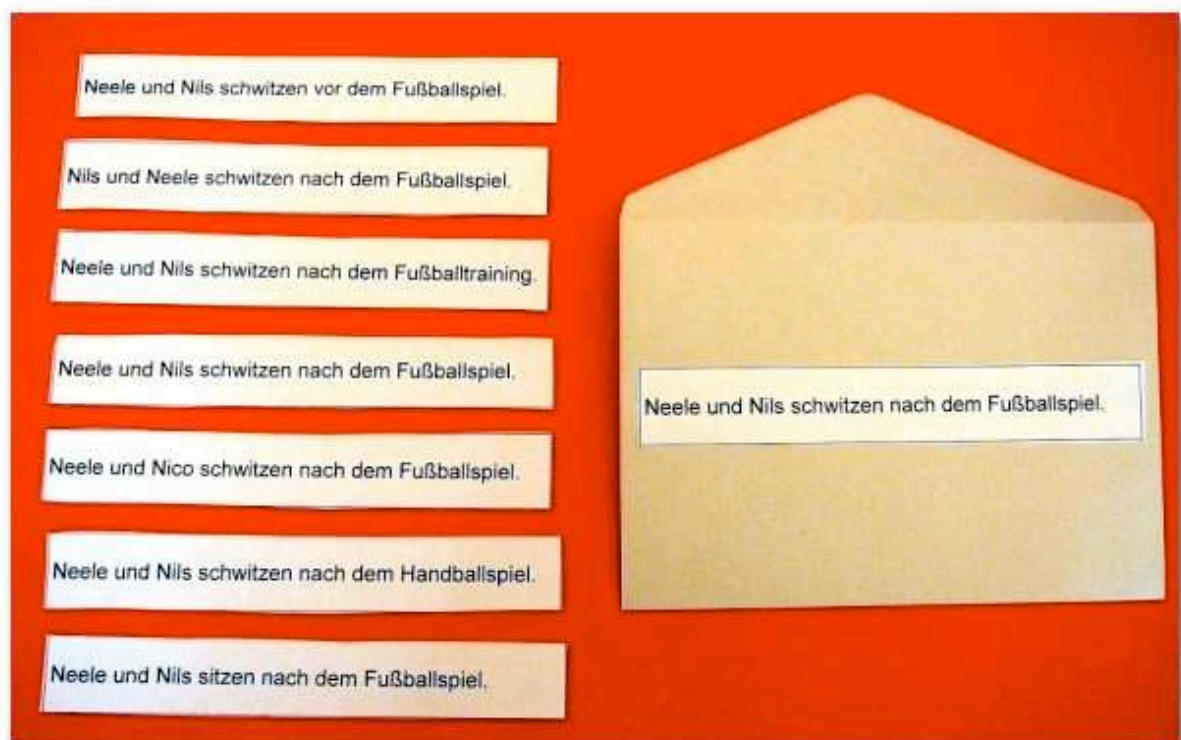 Neele und Nils schwitzen vor dem Fußballspiel.
Nils und Neele schwitzen nach dem Fußballspiel.
Neele und Nils schwitzen nach dem Fußballtraining.
Neele und Nils schwitzen nach dem Fußballspiel.
Neele und Nico schwitzen nach dem Fußballspiel.
Neele und Nils schwitzen nach dem Handballspiel.
Neele und Nils sitzen nach dem Fußballspiel.
Neele und Nils schwitzen nach dem Fußballspiel.